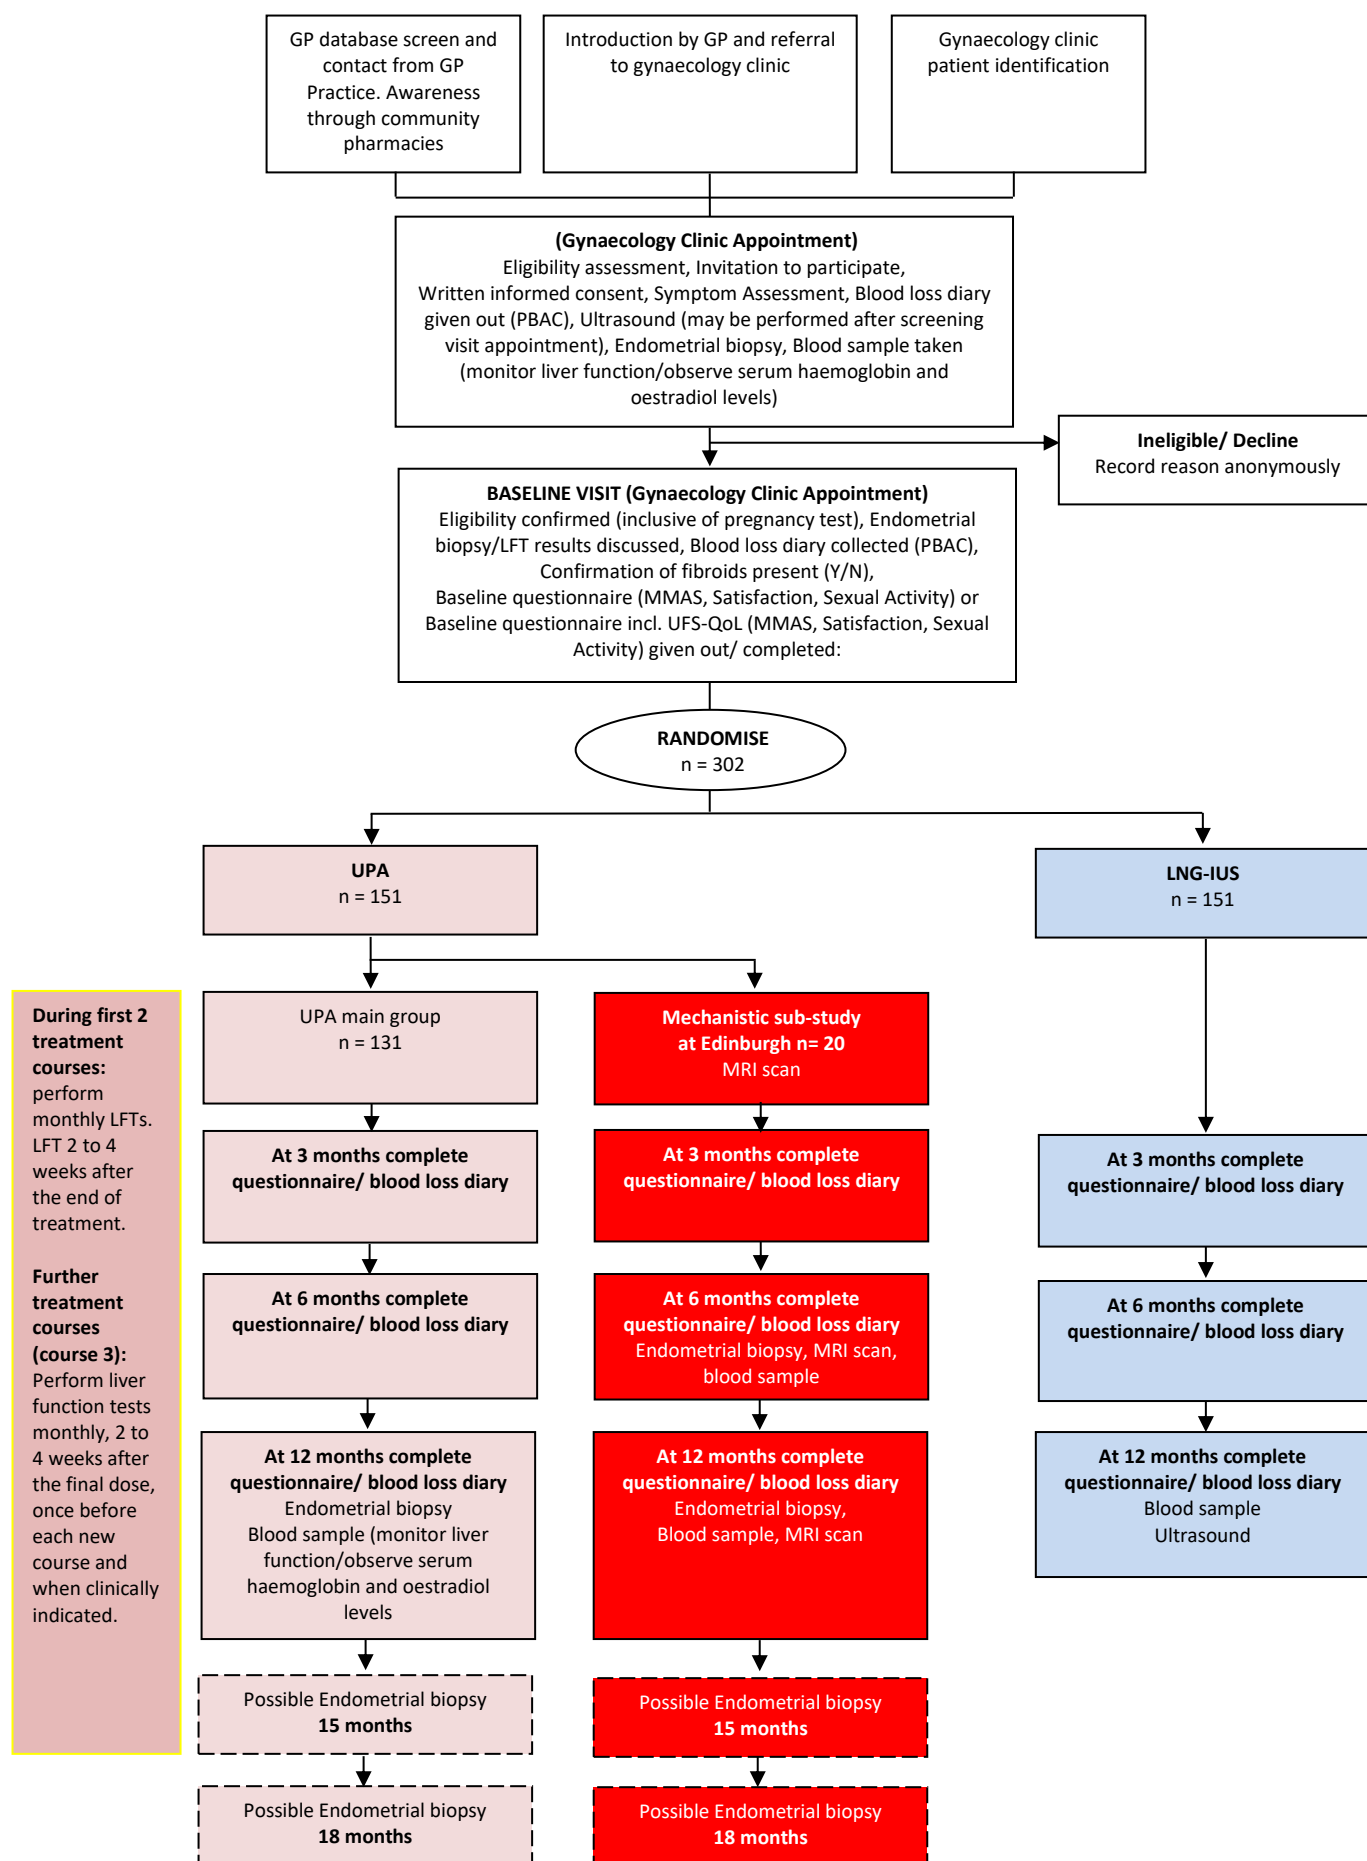 GP database screen and
contact from GP
Practice. Awareness
through community
pharmacies
Introduction by GP and referral
to gynaecology clinic
Gynaecology clinic
patient identification
(Gynaecology Clinic Appointment)
Eligibility assessment, Invitation to participate,
Written informed consent, Symptom Assessment, Blood loss diary
given out (PBAC), Ultrasound (may be performed after screening
visit appointment), Endometrial biopsy, Blood sample taken
(monitor liver function/observe serum haemoglobin and
oestradiol levels)
Ineligible/ Decline
Record reason anonymously
BASELINE VISIT (Gynaecology Clinic Appointment)
Eligibility confirmed (inclusive of pregnancy test), Endometrial
biopsy/LFT results discussed, Blood loss diary collected (PBAC),
Confirmation of fibroids present (Y/N),
Baseline questionnaire (MMAS, Satisfaction, Sexual Activity) or
Baseline questionnaire incl. UFS-QoL (MMAS, Satisfaction, Sexual
Activity) given out/ completed:
RANDOMISE
n = 302
UPA
n = 151
LNG-IUS
n = 151
During first 2
treatment
courses:
perform
monthly LFTs.
LFT 2 to 4
weeks after
the end of
treatment.
Further
treatment
courses
(course 3):
Perform liver
function tests
monthly, 2 to
4 weeks after
the final dose,
once before
each new
course and
when clinically
indicated.
UPA main group
n = 131
Mechanistic sub-study
at Edinburgh n= 20
MRI scan
At 3 months complete
questionnaire/ blood loss diary
At 3 months complete
questionnaire/ blood loss diary
At 3 months complete
questionnaire/ blood loss diary
At 6 months complete
questionnaire/ blood loss diary
At 6 months complete
questionnaire/ blood loss diary
Endometrial biopsy, MRI scan,
blood sample
At 6 months complete
questionnaire/ blood loss diary
At 12 months complete
questionnaire/ blood loss diary
Endometrial biopsy
Blood sample (monitor liver
function/observe serum
haemoglobin and oestradiol
levels
At 12 months complete
questionnaire/ blood loss diary
Endometrial biopsy,
Blood sample, MRI scan
At 12 months complete
questionnaire/ blood loss diary
Blood sample
Ultrasound
Possible Endometrial biopsy
15 months
Possible Endometrial biopsy
15 months
Possible Endometrial biopsy
18 months
Possible Endometrial biopsy
18 months